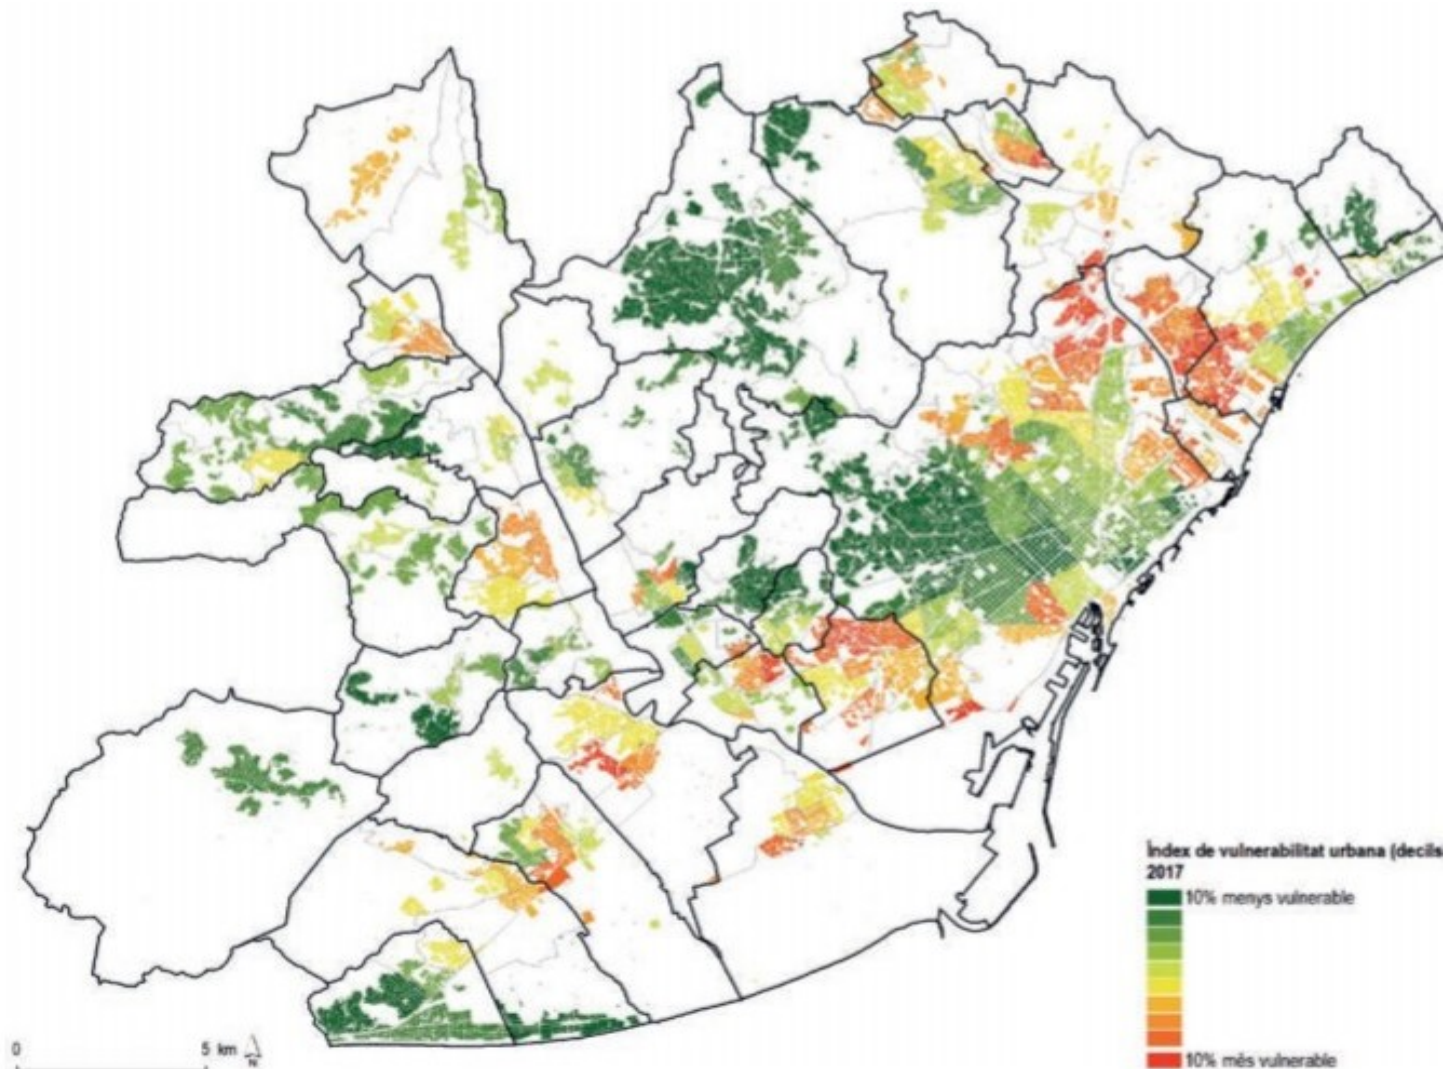 Índex de vulnerabilitat urbana (decils
2017
10% menys vulnerable
10% més vulnerable
0 5 km
N